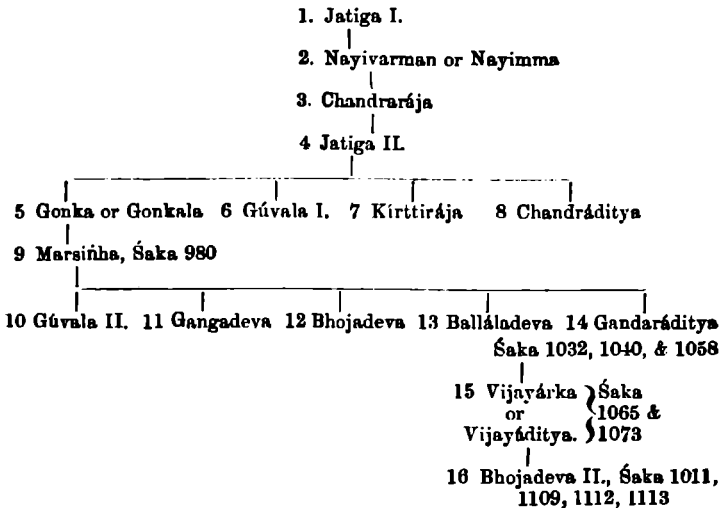 1. Jatiga I.
2. Nayivarman or Nayimma
3. Chandrarája
4 Jatiga II.
5 Gonka or Gonkala 6 Gúvala I. 7 Kírttirája 8 Chandráditya
9 Marsiṅha, Śaka 980
10 Gúvala II. 11 Gangadeva 12 Bhojadeva 13 Balláladeva 14 Gandaráditya
Śaka 1032, 1040, & 1058
15 Vijayárka } Śaka
or } 1065 &
Vijayáditya. } 1073
16 Bhojadeva II., Śaka 1011,
1109, 1112, 1113